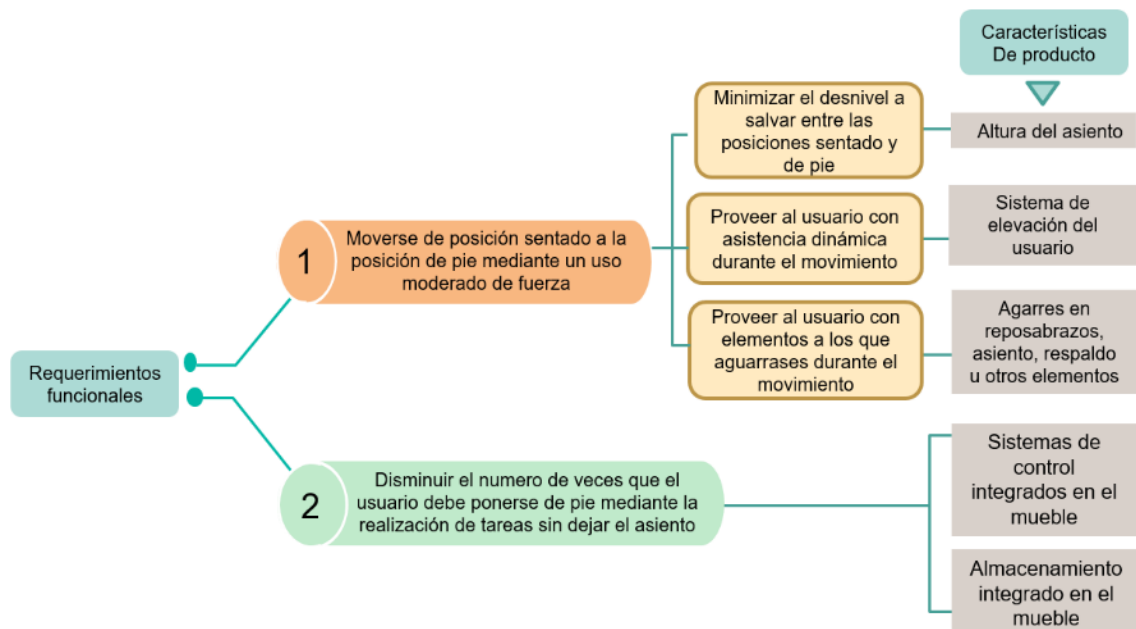 Características
De producto
Minimizar el desnivel a
salvar entre las
posiciones sentado y
de pie
Altura del asiento
Proveer al usuario con
asistencia dinámica
durante el movimiento
Sistema de
elevación del
usuario
1
Moverse de posición sentado a la
posición de pie mediante un uso
moderado de fuerza
Proveer al usuario con
elementos a los que
aguarrases durante el
movimiento
Agarres en
reposabrazos,
asiento, respaldo
u otros elementos
Requerimientos
funcionales
2
Disminuir el numero de veces que el
usuario debe ponerse de pie mediante la
realización de tareas sin dejar el asiento
Sistemas de
control
integrados en el
mueble
Almacenamiento
integrado en el
mueble